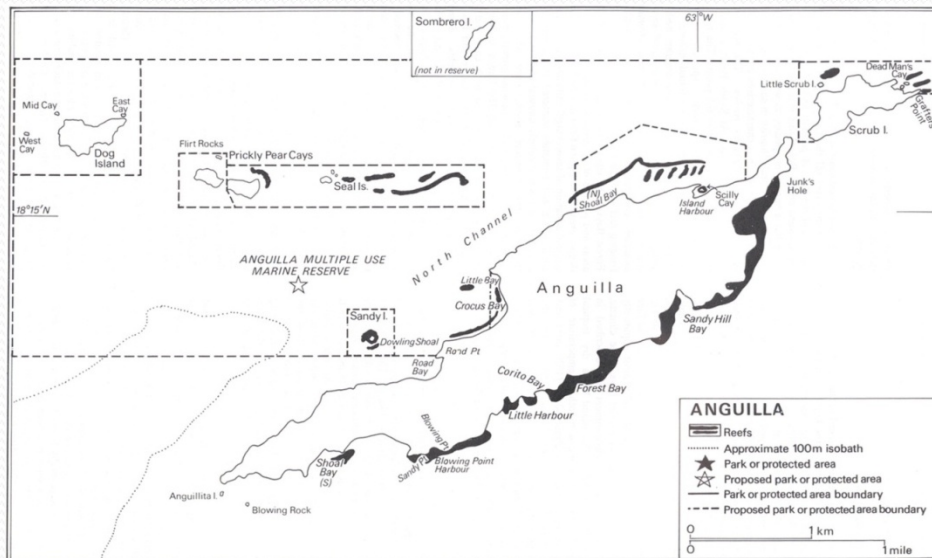 Sombrero I.
(not in reserve)
63°W
Dead Man's
Cay
Little Scrub I.
Grafters
Point
Scrub I.
Mid Cay
East
Cay
West
Cay
Dog
Island
Flirt Rocks
Prickly Pear Cays
Seal Is.
(N)
Shoal Bay
Island
Harbour
Scilly
Cay
Junk's
Hole
18°15'N
North Channel
ANGUILLA MULTIPLE USE
MARINE RESERVE
Little Bay
Crocus Bay
Anguilla
Sandy I.
Dowling Shoal
Road Pt
Road
Bay
Sandy Hill
Bay
Corito Bay
Forest Bay
Little Harbour
Blowing Pt
Sandy Pt
Blowing Point
Harbour
Shoal
Bay
(S)
Anguillita I.
Blowing Rock
ANGUILLA
Reefs
Approximate 100m isobath
Park or protected area
Proposed park or protected area
Park or protected area boundary
Proposed park or protected area boundary
0 1 km
0 1 mile